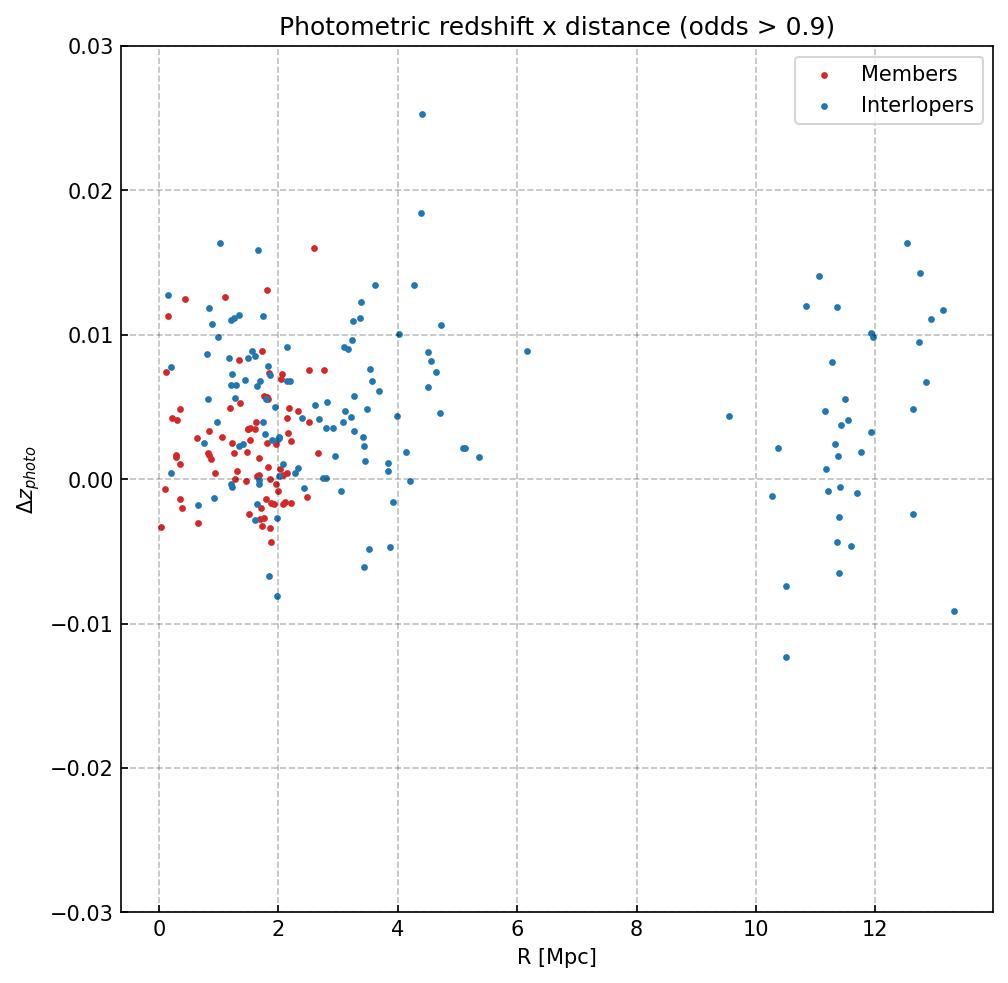 Photometric redshift x distance (odds > 0.9)
Members
Interlopers
0.03
0.02
0.01
0.00
−0.01
−0.02
−0.03
Δz_photo
0 2 4 6 8 10 12
R [Mpc]